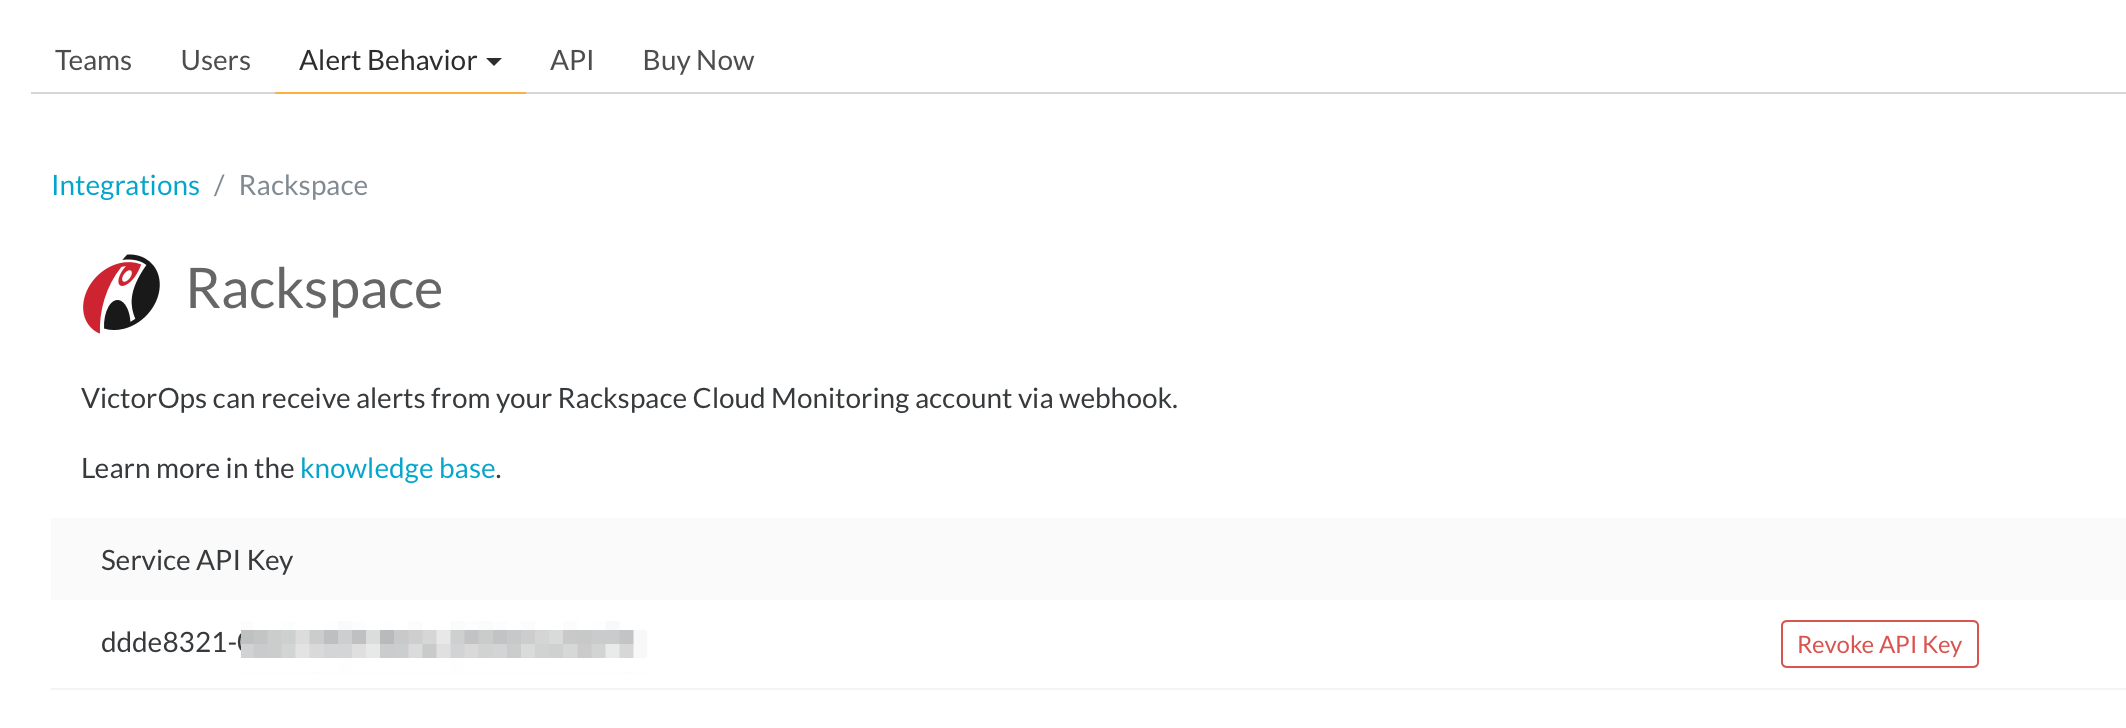 Teams Users Alert Behavior API Buy Now
Integrations / Rackspace
Rackspace
VictorOps can receive alerts from your Rackspace Cloud Monitoring account via webhook.
Learn more in the knowledge base.
Service API Key
ddde8321-
Revoke API Key